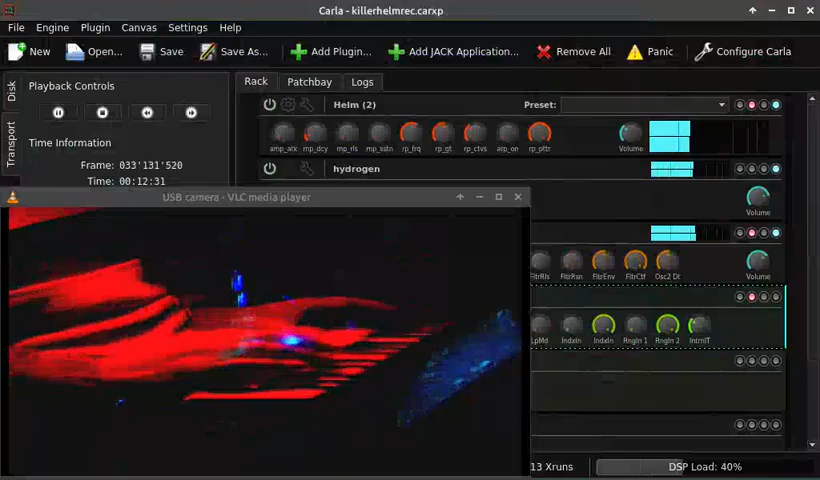 Carla - killerhelmrec.carxp
File Engine Plugin Canvas Settings Help
New Open... Save Save As... Add Plugin... Add JACK Application... Remove All Panic Configure Carla
Disk
Transport
Playback Controls
Time Information
Frame: 033'131'520
Time: 00:12:31
Rack Patchbay Logs
Helm (2) Preset:
amp_atk mp_dcy mp_rls mp_sstn rp_frq rp_gt rp_ctvs arp_on rp_pttr Volume
hydrogen
Volume
USB camera - VLC media player
FltrRls FltrRsn FltrEnv FltrCtf Osc2 Dt Volume
LpMd IndxIn IndxIn RngIn 1 RngIn 2 IntrnlT
13 Xruns DSP Load: 40%